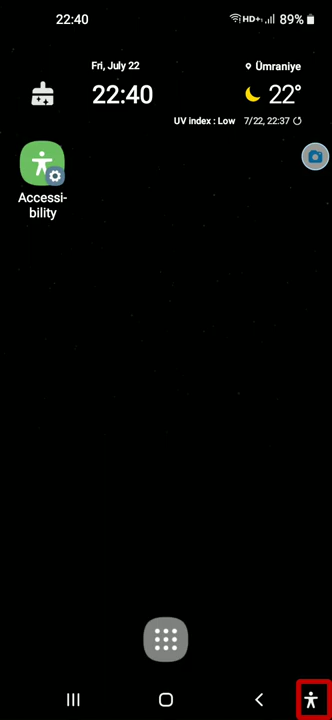 22:40
HD+ 89%
Fri, July 22
22:40
Ümraniye
22°
UV index : Low 7/22, 22:37
Accessi-
bility